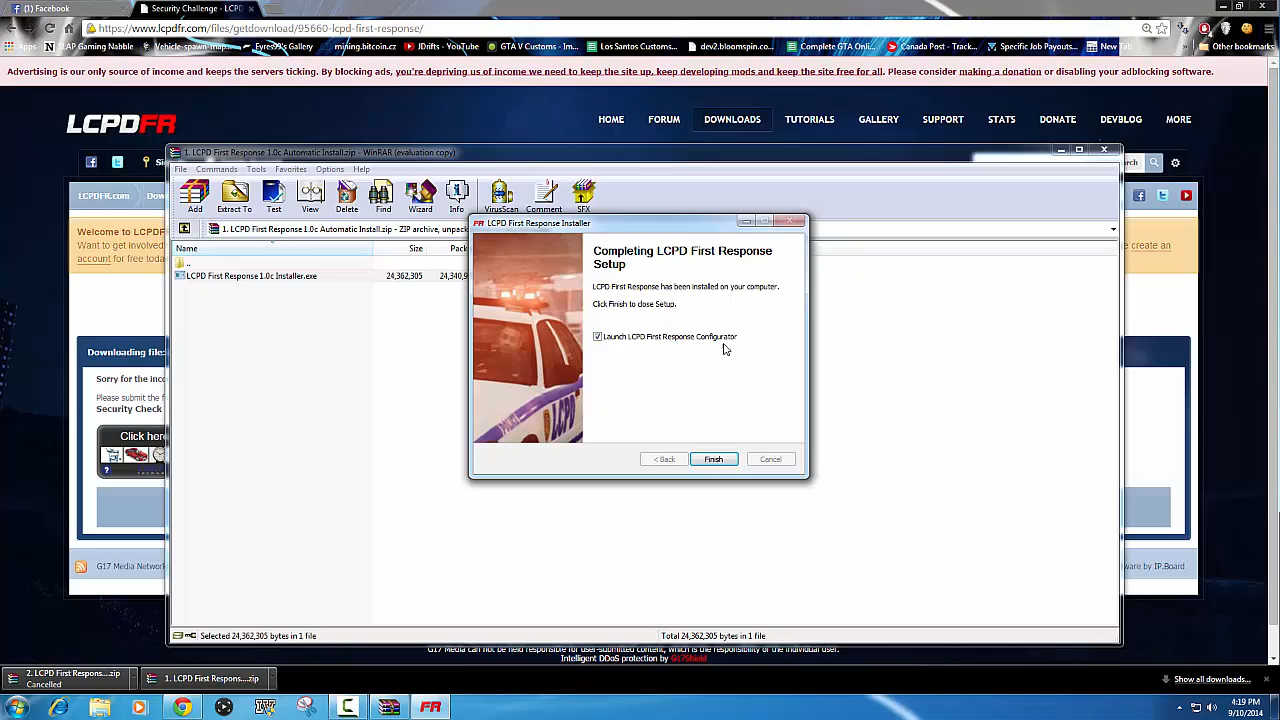 (1) Facebook
Security Challenge - LCPD
https://www.lcpdfr.com/files/getdownload/95660-lcpd-first-response/
Apps
SLAP Gaming Nabble
Vehicle-spawn-map...
Eyres99's Gallery
mining.bitcoin.cz
JDrifts - YouTube
GTA V Customs - Im...
Los Santos Customs...
dev2.bloomspin.co...
Complete GTA Onli...
Canada Post - Track...
Specific Job Payouts...
New Tab
Other bookmarks
Advertising is our only source of income and keeps the servers ticking. By blocking ads, you're depriving us of income we need to keep the site up, keep developing mods and keep the site free for all. Please consider making a donation or disabling your adblocking software.
LCPDFR
HOME
FORUM
DOWNLOADS
TUTORIALS
GALLERY
SUPPORT
STATS
DONATE
DEVBLOG
MORE
1. LCPD First Response 1.0c Automatic Install.zip - WinRAR (evaluation copy)
File
Commands
Tools
Favorites
Options
Help
Add
Extract To
Test
View
Delete
Find
Wizard
Info
VirusScan
Comment
SFX
LCPDFR.com
1. LCPD First Response 1.0c Automatic Install.zip - ZIP archive, unpack
Name
Size
Pack
..
LCPD First Response 1.0c Installer.exe
24,362,305
24,340,9
Welcome to LCPDF
Want to get involved
account for free today
create an
LCPD First Response Installer
Completing LCPD First Response
Setup
LCPD First Response has been installed on your computer.
Click Finish to close Setup.
Launch LCPD First Response Configurator
LCPD
< Back
Finish
Cancel
Downloading file:
Sorry for the inco
Please submit the f
Security Check
Click here
G17 Media Network
ware by IP.Board
Selected 24,362,305 bytes in 1 file
Total 24,362,305 bytes in 1 file
G17 Media can not be held responsible for user-submitted content, which is the responsibility of the individual user.
Intelligent DDoS protection by G17Shield
2. LCPD First Respons....zip
Cancelled
1. LCPD First Respons....zip
Show all downloads...
FR
4:19 PM
9/10/2014